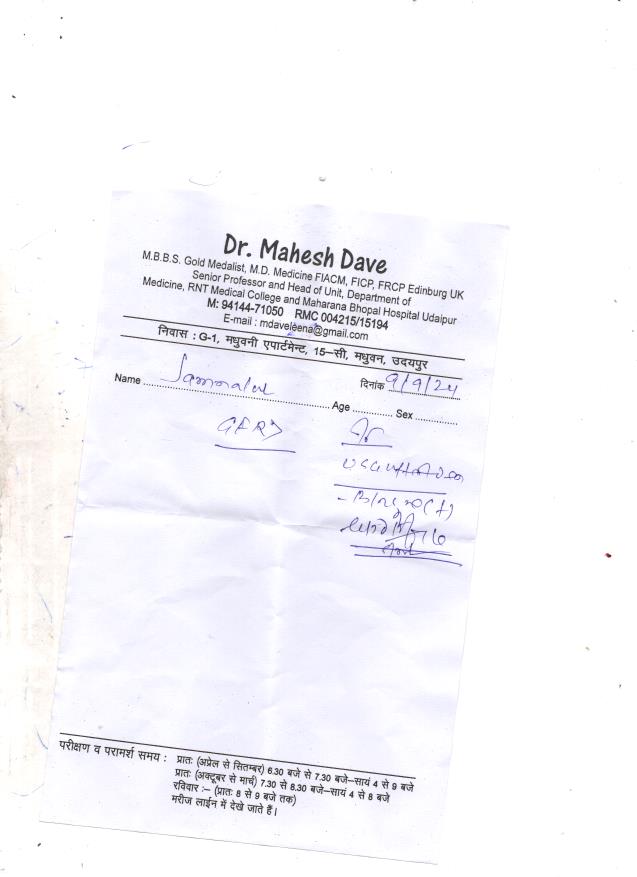 Dr. Mahesh Dave
M.B.B.S. Gold Medalist, M.D. Medicine FIACM, FICP, FRCP Edinburg UK
Senior Professor and Head of Unit, Department of
Medicine, RNT Medical College and Maharana Bhopal Hospital Udaipur
M: 94144-71050 RMC 004215/15194
E-mail : mdaveleena@gmail.com
निवास : G-1, मधुवनी एपार्टमेन्ट, 15–सी, मधुवन, उदयपुर
दिनांक 9/9/24
Name Age Sex
GERD
परीक्षण व परामर्श समय : प्रातः (अप्रेल से सितम्बर) 6.30 बजे से 7.30 बजे–सायं 4 से 9 बजे
प्रातः (अक्टूबर से मार्च) 7.30 से 8.30 बजे–सायं 4 से 8 बजे
रविवार :– (प्रातः 8 से 9 बजे तक)
मरीज लाईन में देखे जाते हैं।